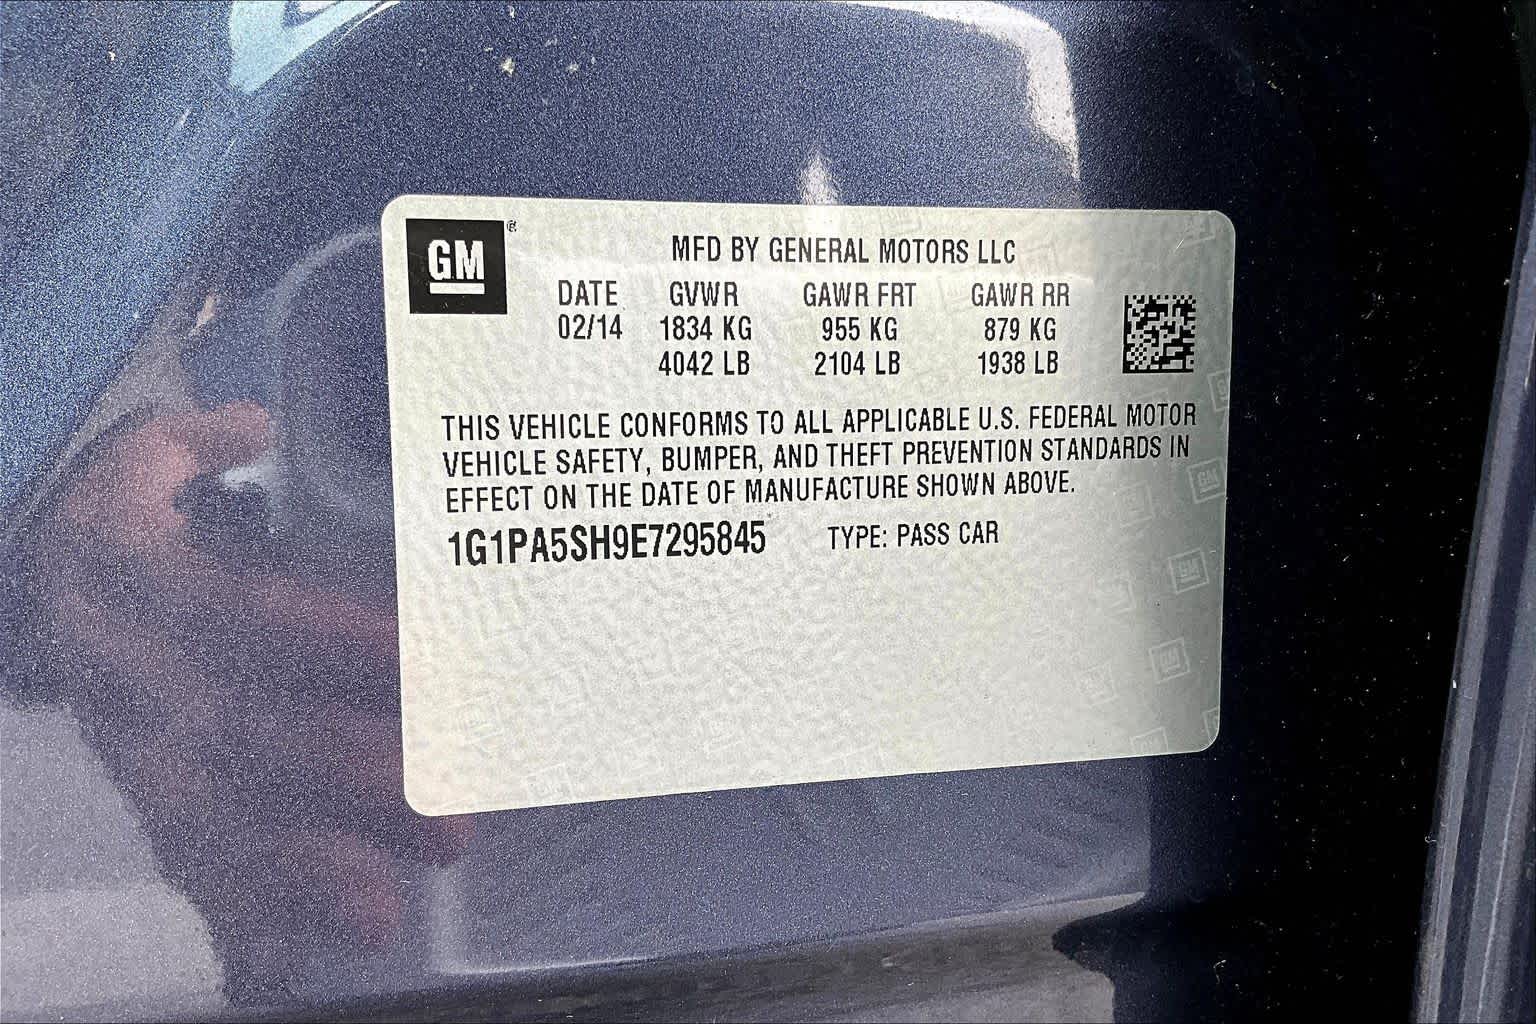 GM ®
MFD BY GENERAL MOTORS LLC
DATE GVWR GAWR FRT GAWR RR
02/14 1834 KG 955 KG 879 KG
4042 LB 2104 LB 1938 LB
THIS VEHICLE CONFORMS TO ALL APPLICABLE U.S. FEDERAL MOTOR
VEHICLE SAFETY, BUMPER, AND THEFT PREVENTION STANDARDS IN
EFFECT ON THE DATE OF MANUFACTURE SHOWN ABOVE.
1G1PA5SH9E7295845 TYPE: PASS CAR